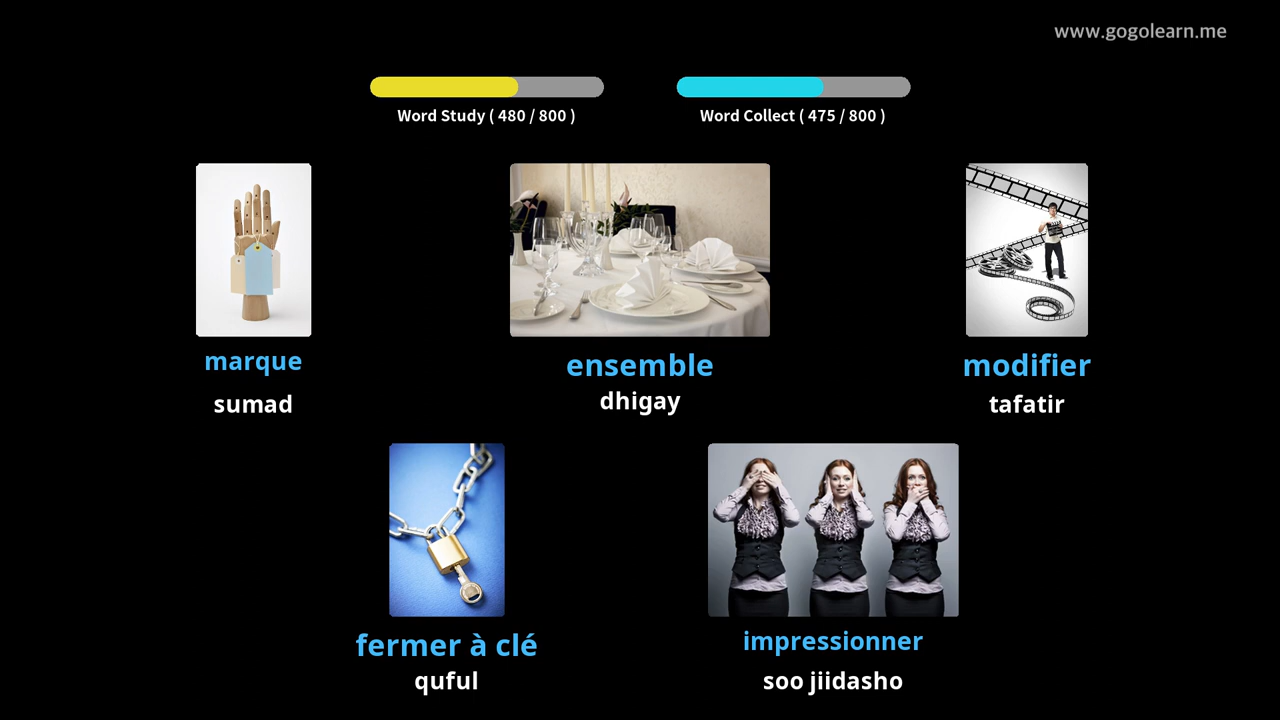 www.gogolearn.me
Word Study ( 480 / 800 )
Word Collect ( 475 / 800 )
marque
sumad
ensemble
dhigay
modifier
tafatir
fermer à clé
quful
impressionner
soo jiidasho